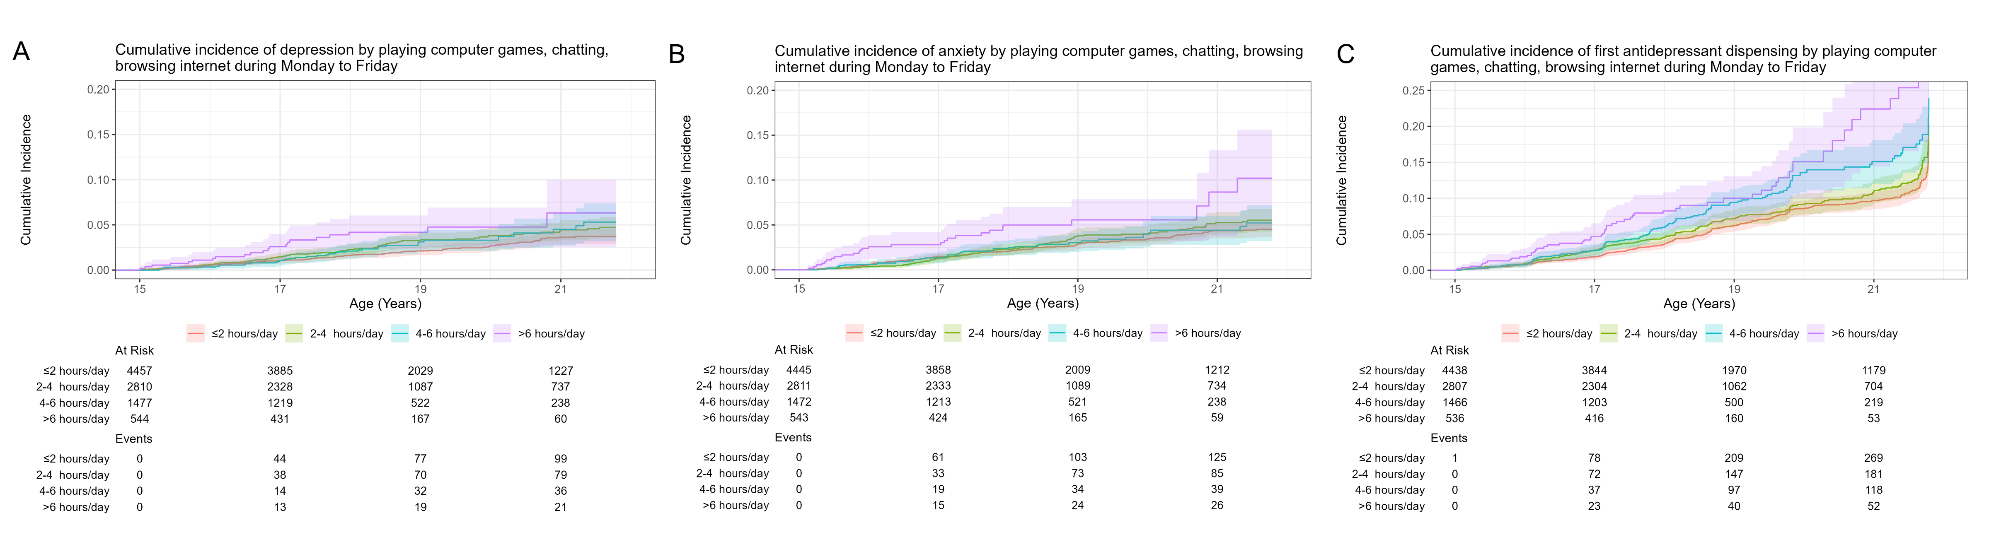 A
Cumulative incidence of depression by playing computer games, chatting,
browsing internet during Monday to Friday
Cumulative Incidence
0.20
0.15
0.10
0.05
0.00
15 17 19 21
Age (Years)
≤2 hours/day 2-4 hours/day 4-6 hours/day >6 hours/day
At Risk
≤2 hours/day 4457 3885 2029 1227
2-4 hours/day 2810 2328 1087 737
4-6 hours/day 1477 1219 522 238
>6 hours/day 544 431 167 60
Events
≤2 hours/day 0 44 77 99
2-4 hours/day 0 38 70 79
4-6 hours/day 0 14 32 36
>6 hours/day 0 13 19 21
B
Cumulative incidence of anxiety by playing computer games, chatting, browsing
internet during Monday to Friday
Cumulative Incidence
0.20
0.15
0.10
0.05
0.00
15 17 19 21
Age (Years)
≤2 hours/day 2-4 hours/day 4-6 hours/day >6 hours/day
At Risk
≤2 hours/day 4445 3858 2009 1212
2-4 hours/day 2811 2333 1089 734
4-6 hours/day 1472 1213 521 238
>6 hours/day 543 424 165 59
Events
≤2 hours/day 0 61 103 125
2-4 hours/day 0 33 73 85
4-6 hours/day 0 19 34 39
>6 hours/day 0 15 24 26
C
Cumulative incidence of first antidepressant dispensing by playing computer
games, chatting, browsing internet during Monday to Friday
Cumulative Incidence
0.25
0.20
0.15
0.10
0.05
0.00
15 17 19 21
Age (Years)
≤2 hours/day 2-4 hours/day 4-6 hours/day >6 hours/day
At Risk
≤2 hours/day 4438 3844 1970 1179
2-4 hours/day 2807 2304 1062 704
4-6 hours/day 1466 1203 500 219
>6 hours/day 536 416 160 53
Events
≤2 hours/day 1 78 209 269
2-4 hours/day 0 72 147 181
4-6 hours/day 0 37 97 118
>6 hours/day 0 23 40 52